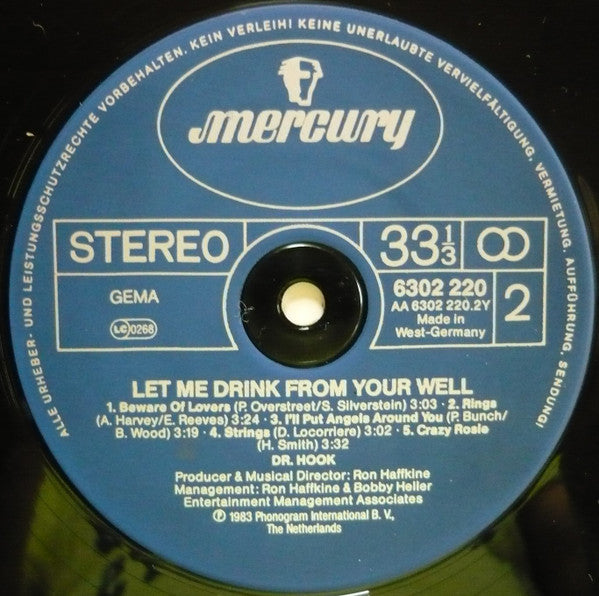 ALLE URHEBER- UND LEISTUNGSSCHUTZRECHTE VORBEHALTEN. KEIN VERLEIH! KEINE UNERLAUBTE VERVIELFÄLTIGUNG, VERMIETUNG, AUFFÜHRUNG, SENDUNG!
mercury
STEREO
GEMA
LC 0268
33 1/3
6302 220
AA 6302 220.2Y
Made in
West-Germany
2
LET ME DRINK FROM YOUR WELL
1. Beware Of Lovers (P. Overstreet/S. Silverstein) 3:03 · 2. Rings
(A. Harvey/E. Reeves) 3:24 · 3. I'll Put Angels Around You (P. Bunch/
B. Wood) 3:19 · 4. Strings (D. Locorriere) 3:02 · 5. Crazy Rosie
(H. Smith) 3:32
DR. HOOK
Producer & Musical Director: Ron Haffkine
Management: Ron Haffkine & Bobby Heller
Entertainment Management Associates
℗ 1983 Phonogram International B. V.,
The Netherlands